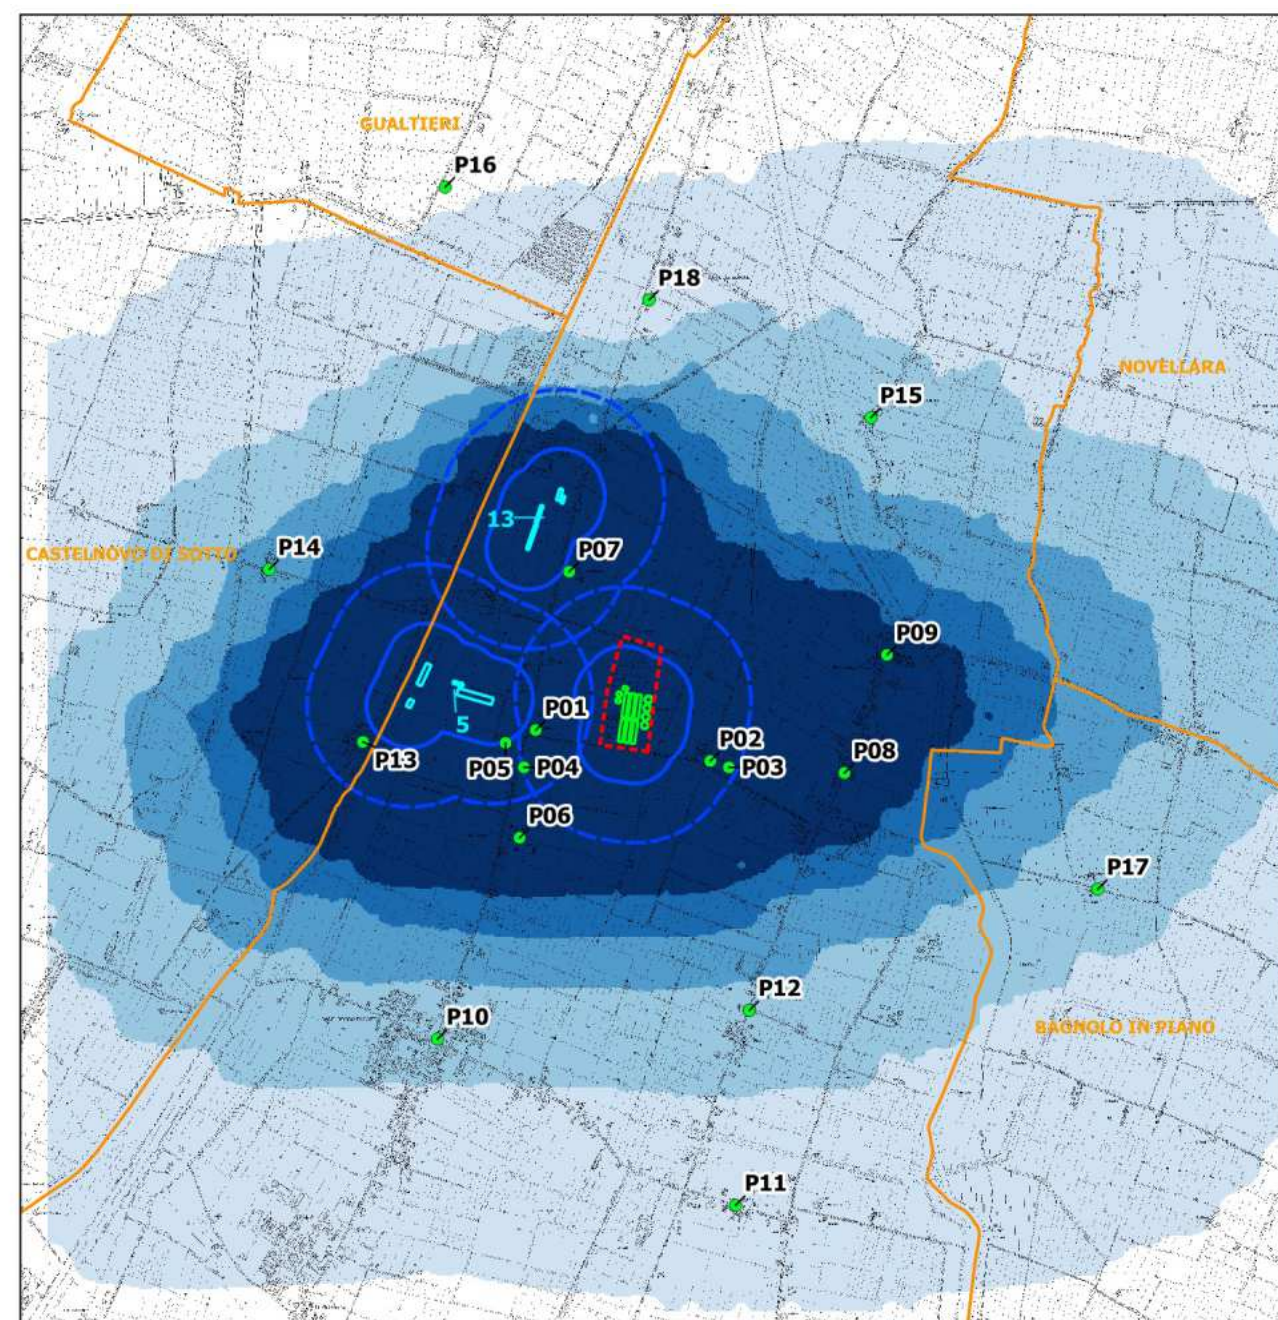 GUALTIERI
P16
P18
NOVELLARA
P15
13
CASTELNOVO DI SOTTO
P14
P07
P09
P01
5
P02
P13
P05
P04
P03
P08
P06
P17
P12
P10
BAGNOLO IN PIANO
P11